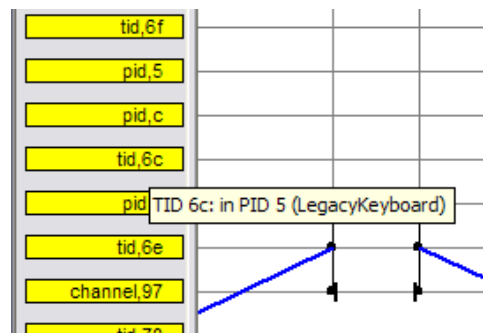 tid,6f
pid,5
pid,c
tid,6c
pid
TID 6c: in PID 5 (LegacyKeyboard)
tid,6e
channel,97